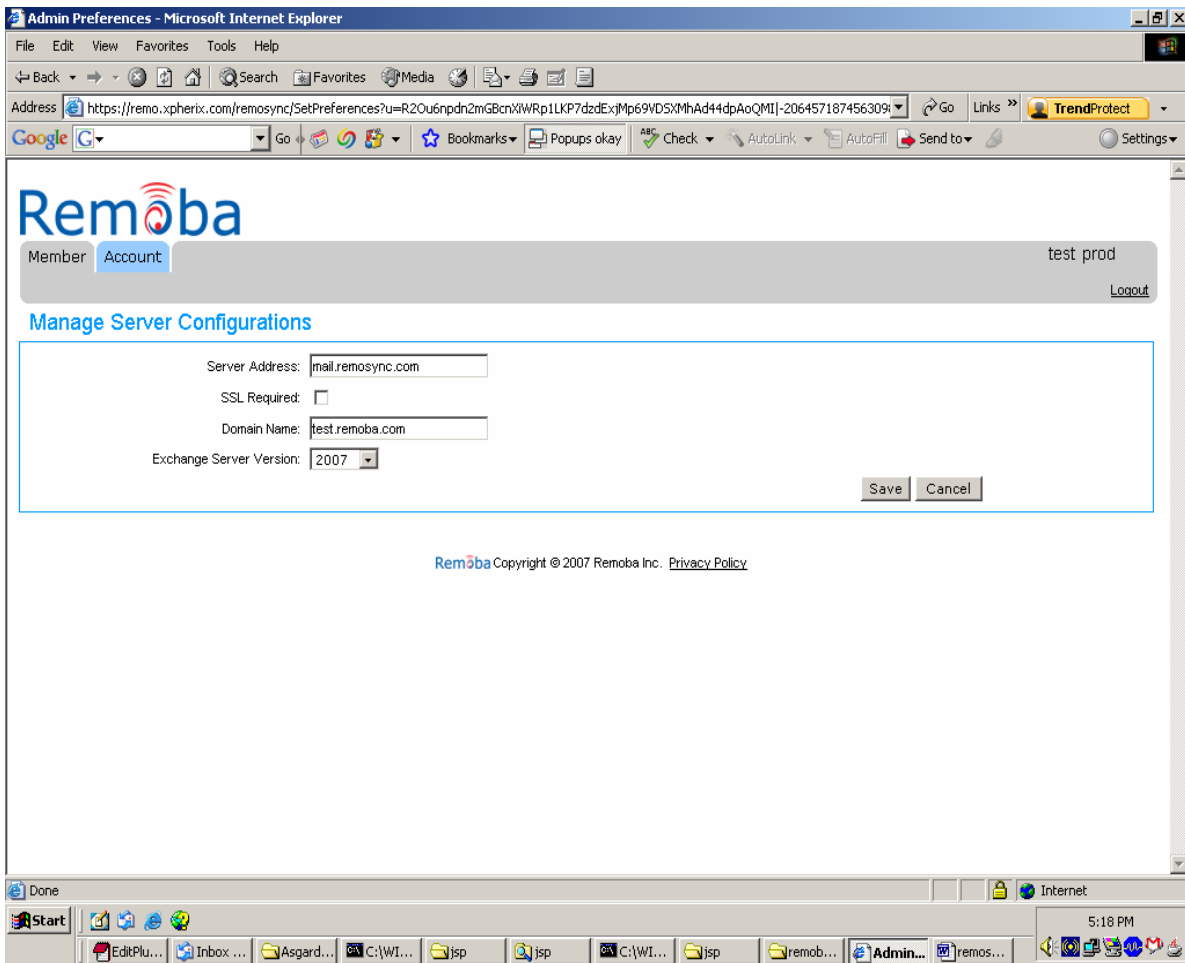 Admin Preferences - Microsoft Internet Explorer
File Edit View Favorites Tools Help
Back Search Favorites Media
Address https://remo.xpherix.com/remosync/SetPreferences?u=R2Ou6npdn2mGBcnXiWRp1LKP7dzdExjMp69VDSXMhAd44dpAoQMI|-206457187456309 Go Links » TrendProtect
Google G Go Bookmarks Popups okay ABC Check AutoLink AutoFill Send to Settings
Remoba
Member Account test prod
Logout
Manage Server Configurations
Server Address: mail.remosync.com
SSL Required:
Domain Name: test.remoba.com
Exchange Server Version: 2007
Save Cancel
Remoba Copyright © 2007 Remoba Inc. Privacy Policy
Done Internet
Start 5:18 PM
EditPlu... Inbox ... Asgard... C:\WI... jsp jsp C:\WI... jsp remob... Admin... remos...